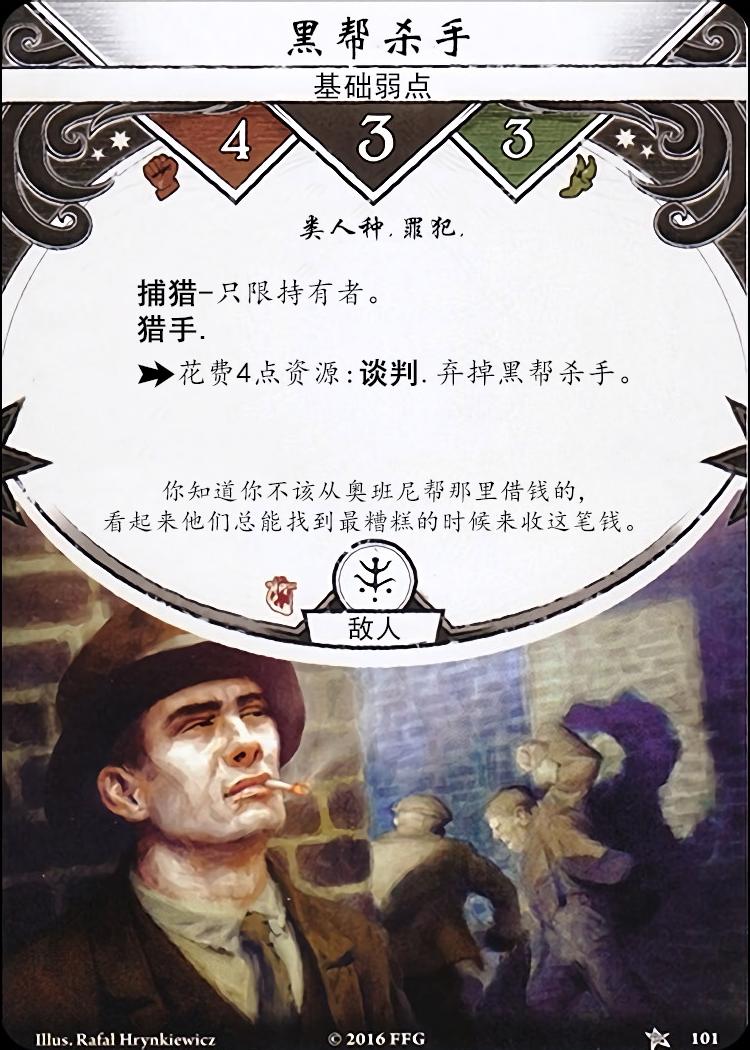 黑帮杀手
基础弱点
4 3 3
类人种.罪犯.
捕猎-只限持有者。
猎手.
花费4点资源:谈判.弃掉黑帮杀手。
你知道你不该从奥班尼帮那里借钱的,
看起来他们总能找到最糟糕的时候来收这笔钱。
敌人
Illus. Rafal Hrynkiewicz © 2016 FFG 101